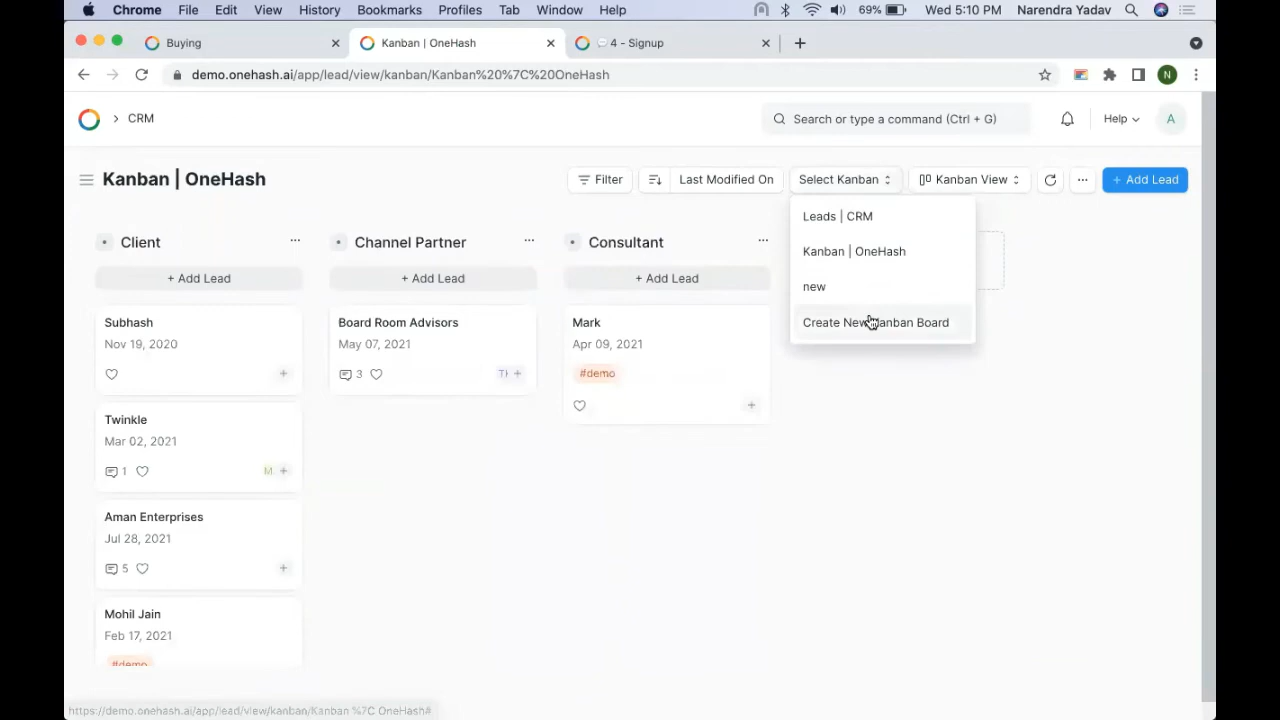 Chrome File Edit View History Bookmarks Profiles Tab Window Help 69% Wed 5:10 PM Narendra Yadav
Buying Kanban | OneHash 4 - Signup
demo.onehash.ai/app/lead/view/kanban/Kanban%20%7C%20OneHash N
CRM Search or type a command (Ctrl + G) Help A
Kanban | OneHash Filter Last Modified On Select Kanban Kanban View ... + Add Lead
Leads | CRM
Kanban | OneHash
new
Create New Kanban Board
Client ...
+ Add Lead
Subhash
Nov 19, 2020
+
Twinkle
Mar 02, 2021
1 M +
Aman Enterprises
Jul 28, 2021
5 +
Mohil Jain
Feb 17, 2021
#demo
Channel Partner ...
+ Add Lead
Board Room Advisors
May 07, 2021
3 +
Consultant ...
+ Add Lead
Mark
Apr 09, 2021
#demo
+
https://demo.onehash.ai/app/lead/view/kanban/Kanban %7C OneHash#